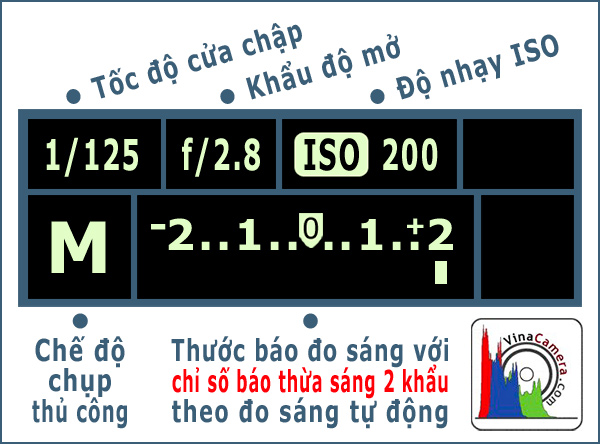 Tốc độ cửa chập
Khẩu độ mở
Độ nhạy ISO
1/125
f/2.8
ISO 200
M
-2..1..0..1..+2
Chế độ
chụp
thủ công
Thước báo đo sáng với
chỉ số báo thừa sáng 2 khẩu
theo đo sáng tự động
VinaCamera.com